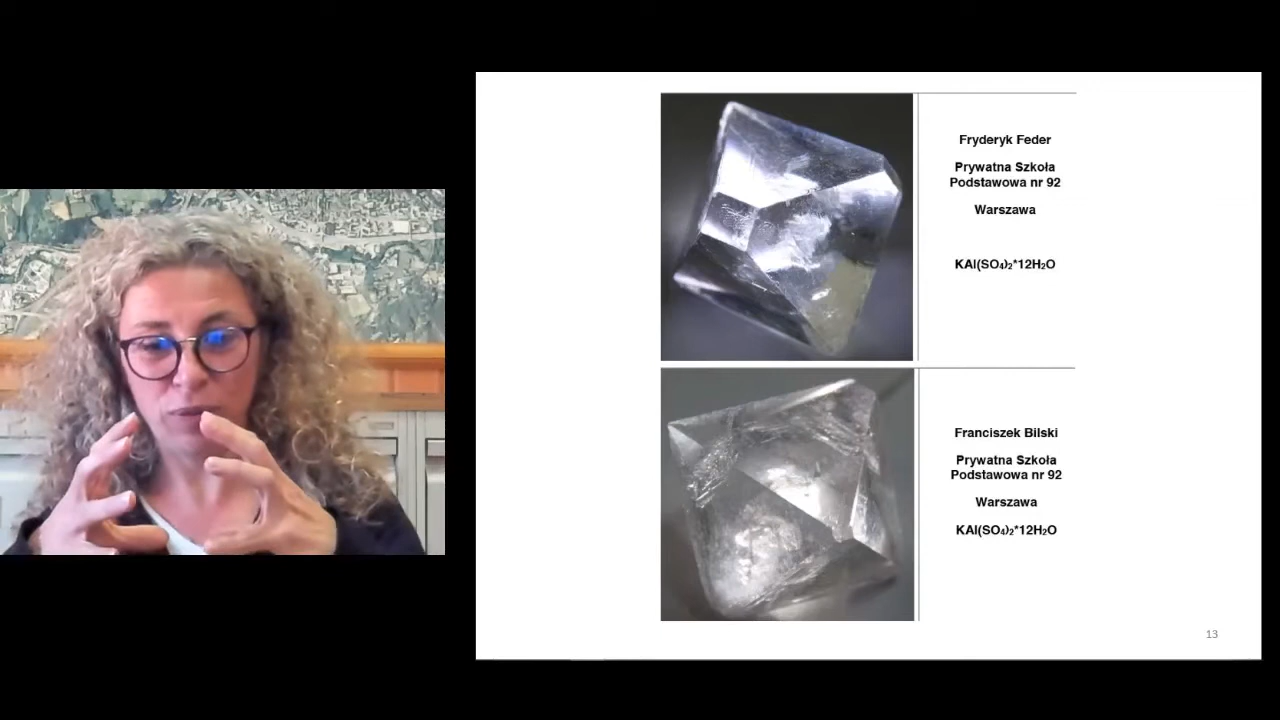 Fryderyk Feder
Prywatna Szkoła
Podstawowa nr 92
Warszawa
KAl(SO₄)₂*12H₂O
Franciszek Bilski
Prywatna Szkoła
Podstawowa nr 92
Warszawa
KAl(SO₄)₂*12H₂O
13